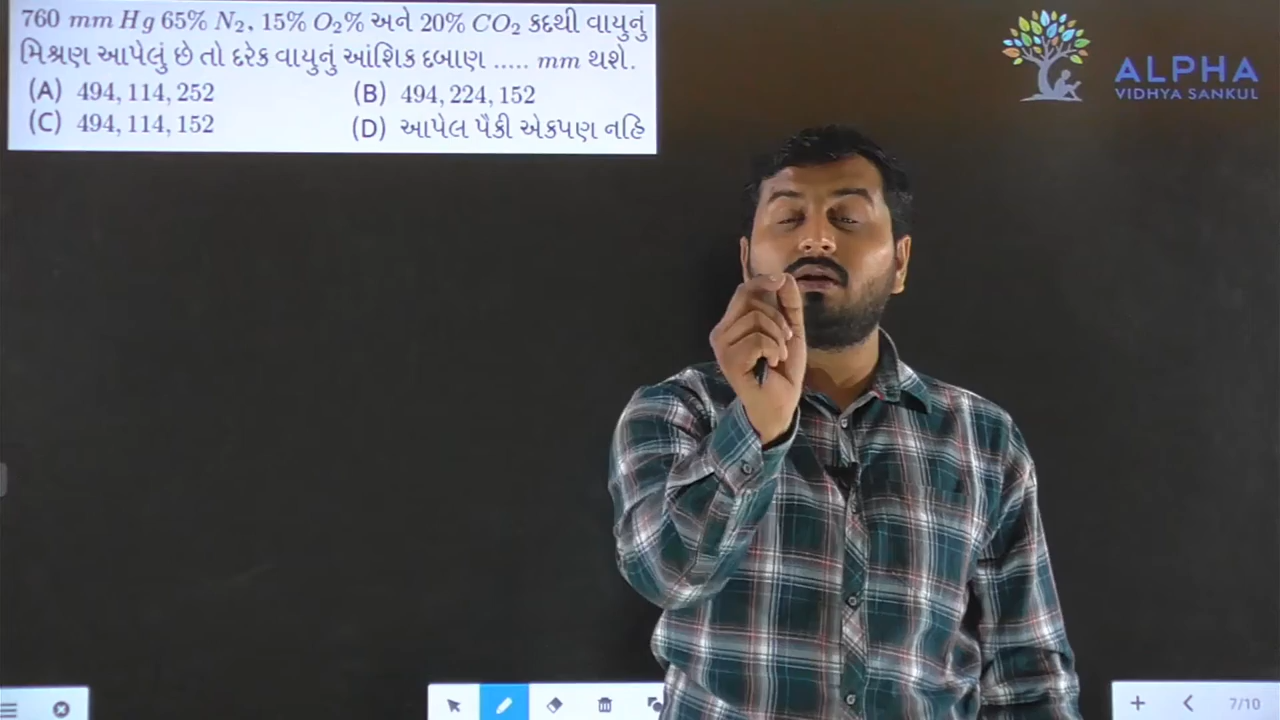 760 mm Hg 65% N₂, 15% O₂% અને 20% CO₂ કદથી વાયુનું
મિશ્રણ આપેલું છે તો દરેક વાયુનું આંશિક દબાણ ..... mm થશે.
(A) 494, 114, 252 (B) 494, 224, 152
(C) 494, 114, 152 (D) આપેલ પૈકી એકપણ નહિ
ALPHA
VIDHYA SANKUL
7/10